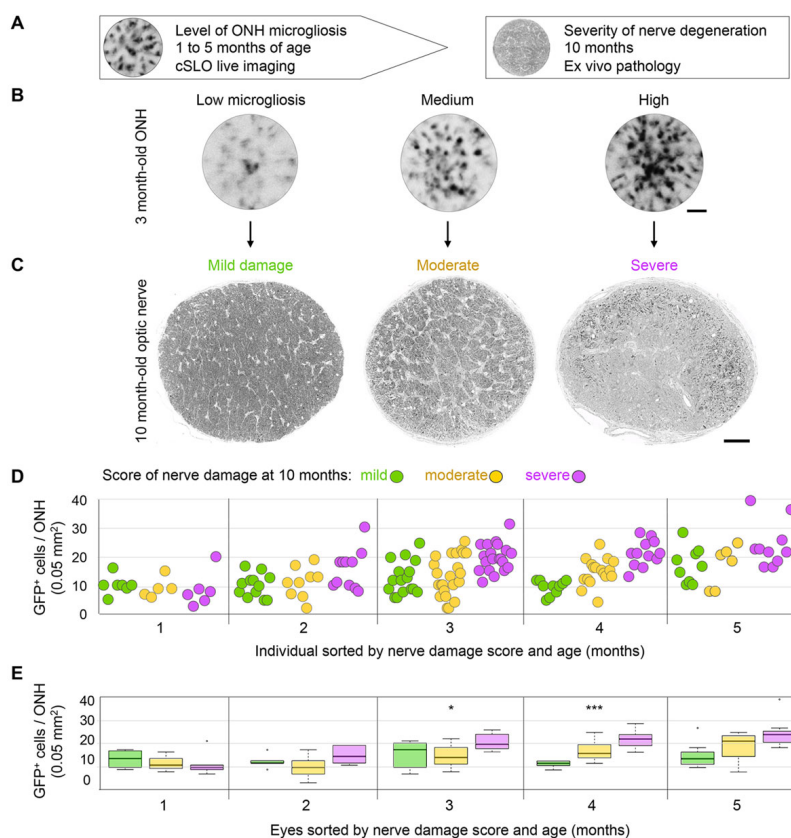 A
Level of ONH microgliosis
1 to 5 months of age
cSLO live imaging
Severity of nerve degeneration
10 months
Ex vivo pathology
B
Low microgliosis
Medium
High
3 month-old ONH
C
Mild damage
Moderate
Severe
10 month-old optic nerve
D
Score of nerve damage at 10 months: mild moderate severe
GFP⁺ cells / ONH
(0.05 mm²)
40
30
20
10
0
1 2 3 4 5
Individual sorted by nerve damage score and age (months)
E
GFP⁺ cells / ONH
(0.05 mm²)
40
30
20
10
0
* ***
1 2 3 4 5
Eyes sorted by nerve damage score and age (months)